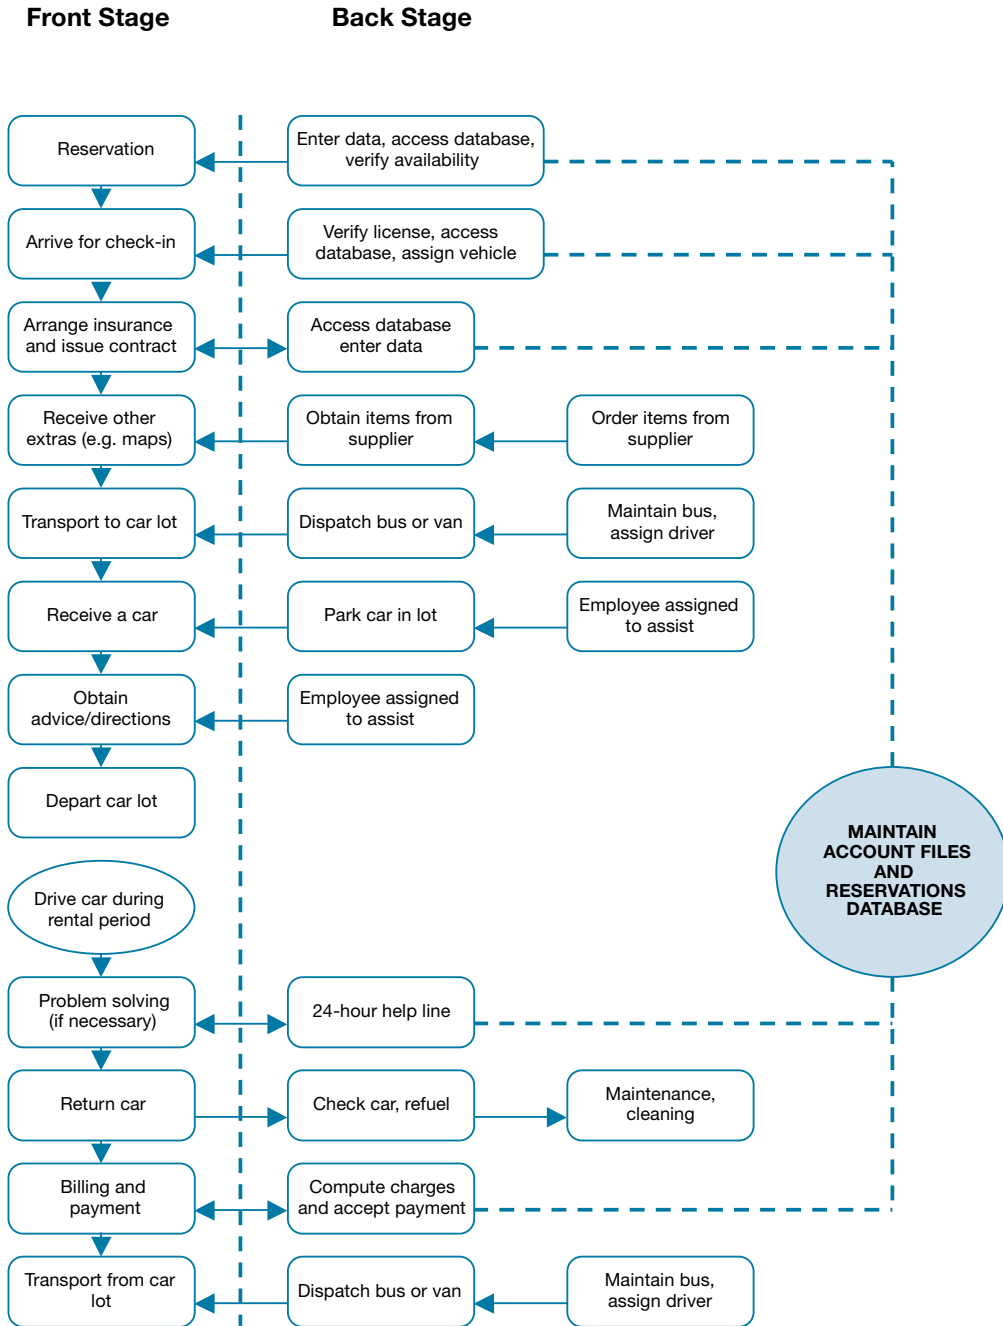 Front Stage
Back Stage
Reservation
Enter data, access database,
verify availability
Arrive for check-in
Verify license, access
database, assign vehicle
Arrange insurance
and issue contract
Access database
enter data
Receive other
extras (e.g. maps)
Obtain items from
supplier
Order items from
supplier
Transport to car lot
Dispatch bus or van
Maintain bus,
assign driver
Receive a car
Park car in lot
Employee assigned
to assist
Obtain
advice/directions
Employee assigned
to assist
Depart car lot
MAINTAIN
ACCOUNT FILES
AND
RESERVATIONS
DATABASE
Drive car during
rental period
Problem solving
(if necessary)
24-hour help line
Return car
Check car, refuel
Maintenance,
cleaning
Billing and
payment
Compute charges
and accept payment
Transport from car
lot
Dispatch bus or van
Maintain bus,
assign driver